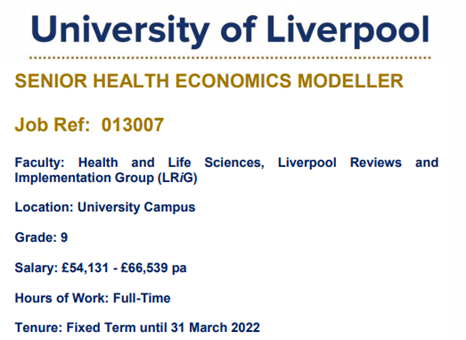 University of Liverpool
SENIOR HEALTH ECONOMICS MODELLER
Job Ref: 013007
Faculty: Health and Life Sciences, Liverpool Reviews and
Implementation Group (LRiG)
Location: University Campus
Grade: 9
Salary: £54,131 - £66,539 pa
Hours of Work: Full-Time
Tenure: Fixed Term until 31 March 2022